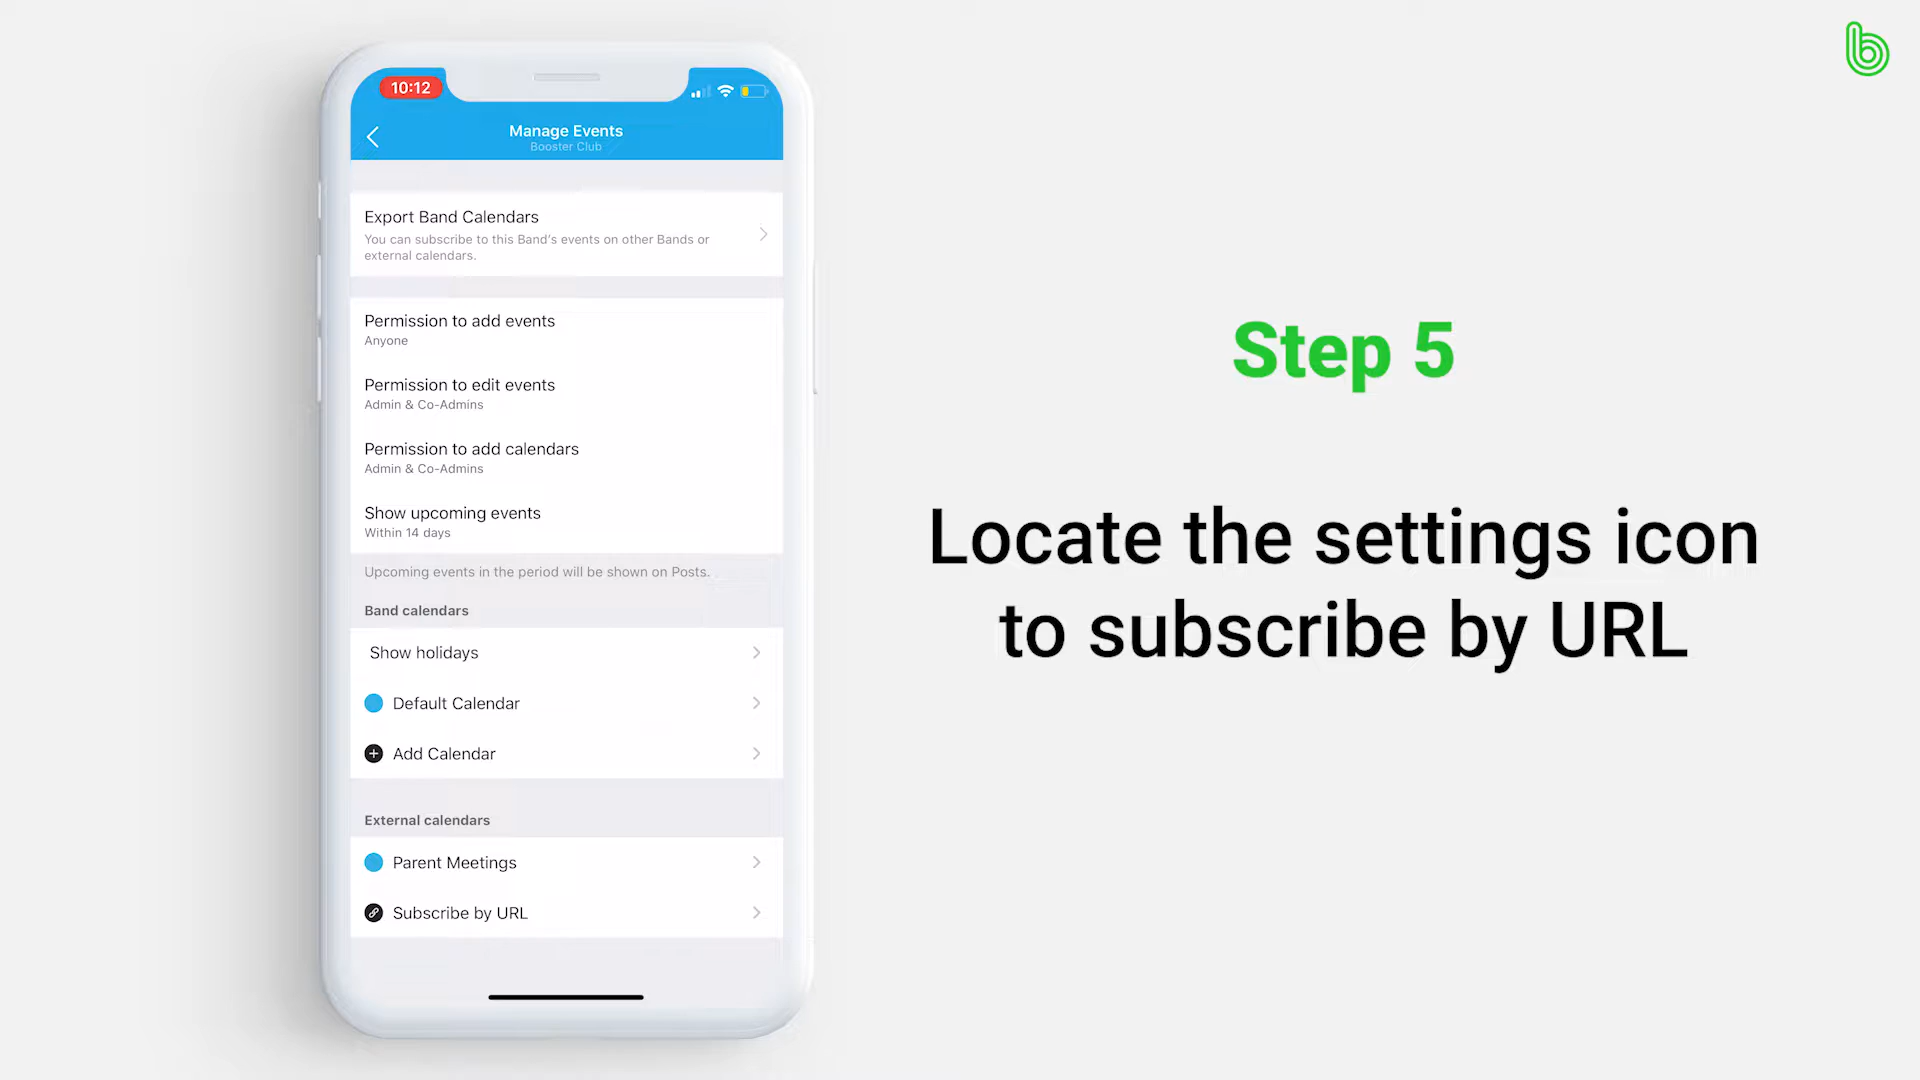 10:12
Manage Events
Booster Club
Export Band Calendars
You can subscribe to this Band's events on other Bands or
external calendars.
Permission to add events
Anyone
Permission to edit events
Admin & Co-Admins
Permission to add calendars
Admin & Co-Admins
Show upcoming events
Within 14 days
Upcoming events in the period will be shown on Posts.
Band calendars
Show holidays
Default Calendar
Add Calendar
External calendars
Parent Meetings
Subscribe by URL
Step 5
Locate the settings icon
to subscribe by URL